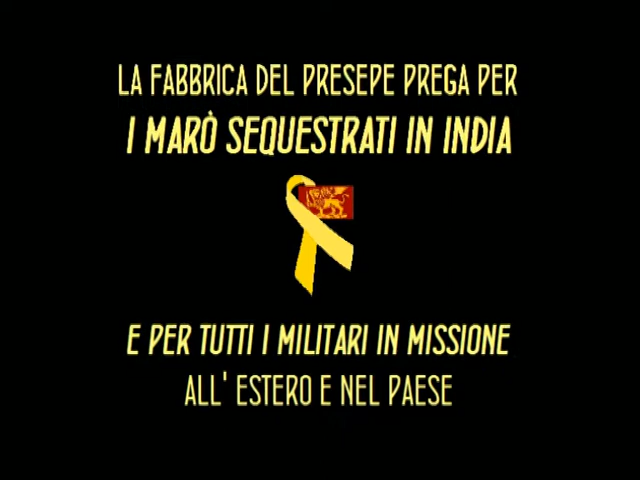 LA FABBRICA DEL PRESEPE PREGA PER
I MARÒ SEQUESTRATI IN INDIA
E PER TUTTI I MILITARI IN MISSIONE
ALL' ESTERO E NEL PAESE